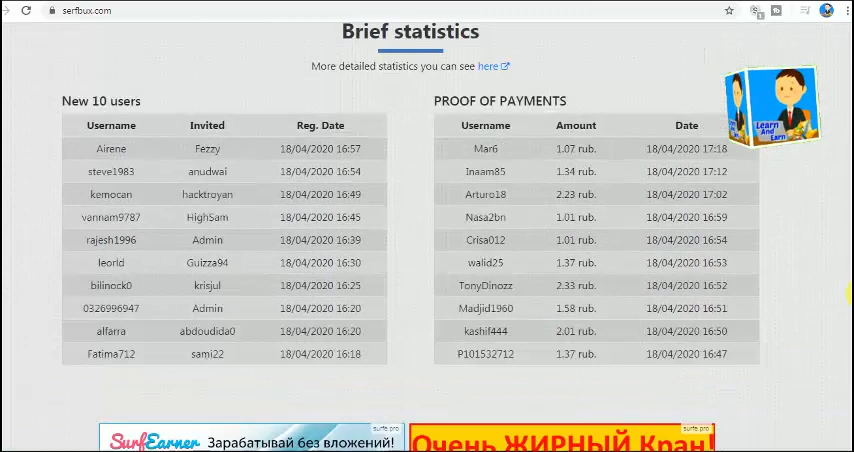 serfbux.com
Brief statistics
More detailed statistics you can see here
New 10 users
Username Invited Reg. Date
Airene Fezzy 18/04/2020 16:57
steve1983 anudwai 18/04/2020 16:54
kemocan hacktroyan 18/04/2020 16:49
vannam9787 HighSam 18/04/2020 16:45
rajesh1996 Admin 18/04/2020 16:39
leorld Guizza94 18/04/2020 16:30
bilinock0 krisjul 18/04/2020 16:25
0326996947 Admin 18/04/2020 16:20
alfarra abdoudida0 18/04/2020 16:20
Fatima712 sami22 18/04/2020 16:18
PROOF OF PAYMENTS
Username Amount Date
Mar6 1.07 rub. 18/04/2020 17:18
Inaam85 1.34 rub. 18/04/2020 17:12
Arturo18 2.23 rub. 18/04/2020 17:02
Nasa2bn 1.01 rub. 18/04/2020 16:59
Crisa012 1.01 rub. 18/04/2020 16:54
walid25 1.37 rub. 18/04/2020 16:53
TonyDinozz 2.33 rub. 18/04/2020 16:52
Madjid1960 1.58 rub. 18/04/2020 16:51
kashif444 2.01 rub. 18/04/2020 16:50
P101532712 1.37 rub. 18/04/2020 16:47
Learn
And
Earn
surfe.pro
SurfEarner Зарабатывай без вложений!
surfe.pro
Очень ЖИРНЫЙ Кран!